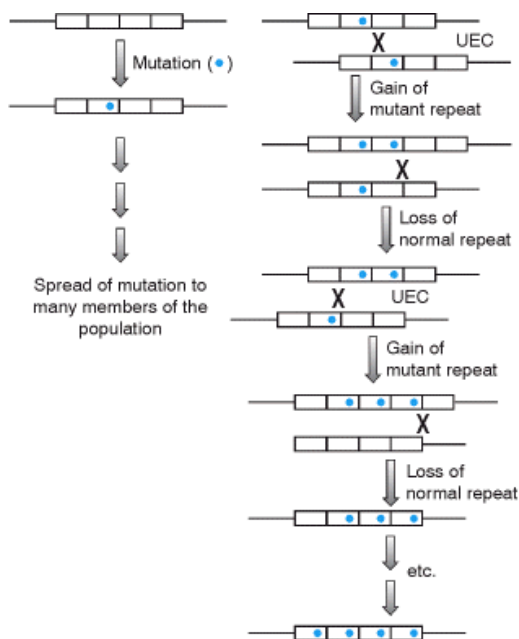 Mutation ( )
Spread of mutation to
many members of the
population
X
UEC
Gain of
mutant repeat
X
Loss of
normal repeat
X
UEC
Gain of
mutant repeat
X
Loss of
normal repeat
etc.